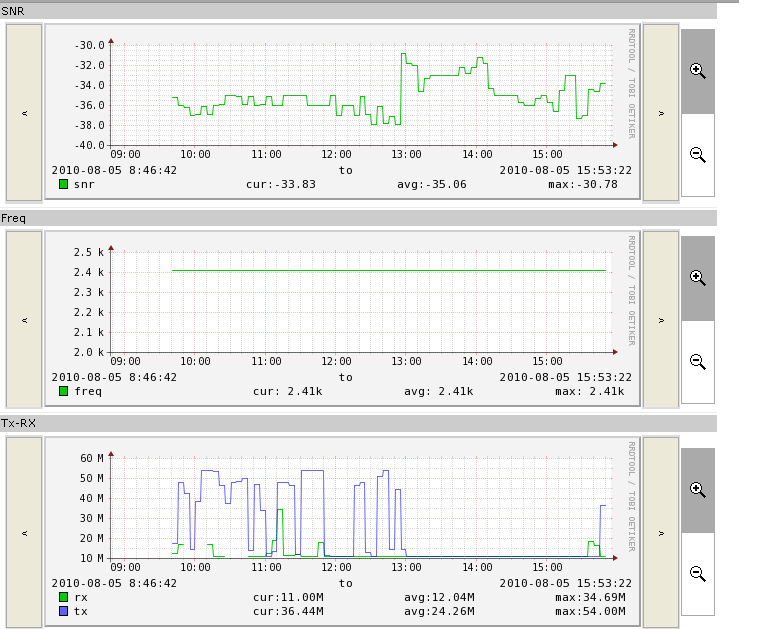 SNR
-30.0
-32.0
-34.0
-36.0
-38.0
-40.0
09:00 10:00 11:00 12:00 13:00 14:00 15:00
2010-08-05 8:46:42 to 2010-08-05 15:53:22
snr cur:-33.83 avg:-35.06 max:-30.78
RRDTOOL / TOBI OETIKER
<
>
Freq
2.5 k
2.4 k
2.3 k
2.2 k
2.1 k
2.0 k
09:00 10:00 11:00 12:00 13:00 14:00 15:00
2010-08-05 8:46:42 to 2010-08-05 15:53:22
freq cur: 2.41k avg: 2.41k max: 2.41k
RRDTOOL / TOBI OETIKER
<
>
Tx-RX
60 M
50 M
40 M
30 M
20 M
10 M
09:00 10:00 11:00 12:00 13:00 14:00 15:00
2010-08-05 8:46:42 to 2010-08-05 15:53:22
rx cur:11.00M avg:12.04M max:34.69M
tx cur:36.44M avg:24.26M max:54.00M
RRDTOOL / TOBI OETIKER
<
>